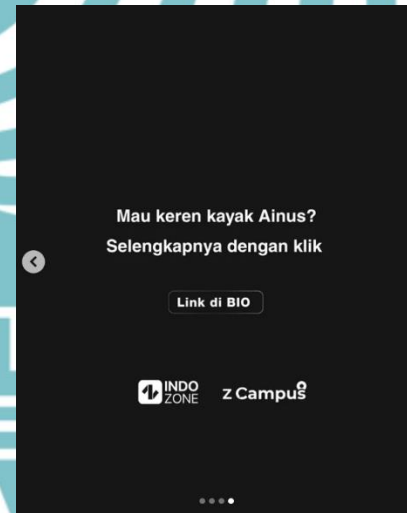 Mau keren kayak Ainus?
Selengkapnya dengan klik
Link di BIO
INDO
ZONE
z Campus